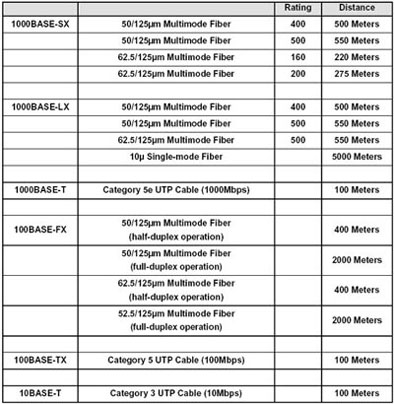 Rating Distance
1000BASE-SX 50/125µm Multimode Fiber 400 500 Meters
50/125µm Multimode Fiber 500 550 Meters
62.5/125µm Multimode Fiber 160 220 Meters
62.5/125µm Multimode Fiber 200 275 Meters
1000BASE-LX 50/125µm Multimode Fiber 400 500 Meters
50/125µm Multimode Fiber 500 550 Meters
62.5/125µm Multimode Fiber 500 550 Meters
10µ Single-mode Fiber 5000 Meters
1000BASE-T Category 5e UTP Cable (1000Mbps) 100 Meters
100BASE-FX 50/125µm Multimode Fiber
(half-duplex operation) 400 Meters
50/125µm Multimode Fiber
(full-duplex operation) 2000 Meters
62.5/125µm Multimode Fiber
(half-duplex operation) 400 Meters
52.5/125µm Multimode Fiber
(full-duplex operation) 2000 Meters
100BASE-TX Category 5 UTP Cable (100Mbps) 100 Meters
10BASE-T Category 3 UTP Cable (10Mbps) 100 Meters